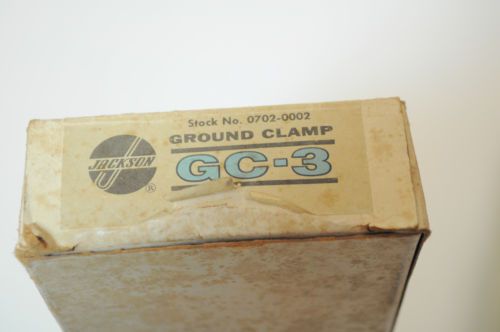 Stock No. 0702-0002
GROUND CLAMP
JACKSON
®
GC-3